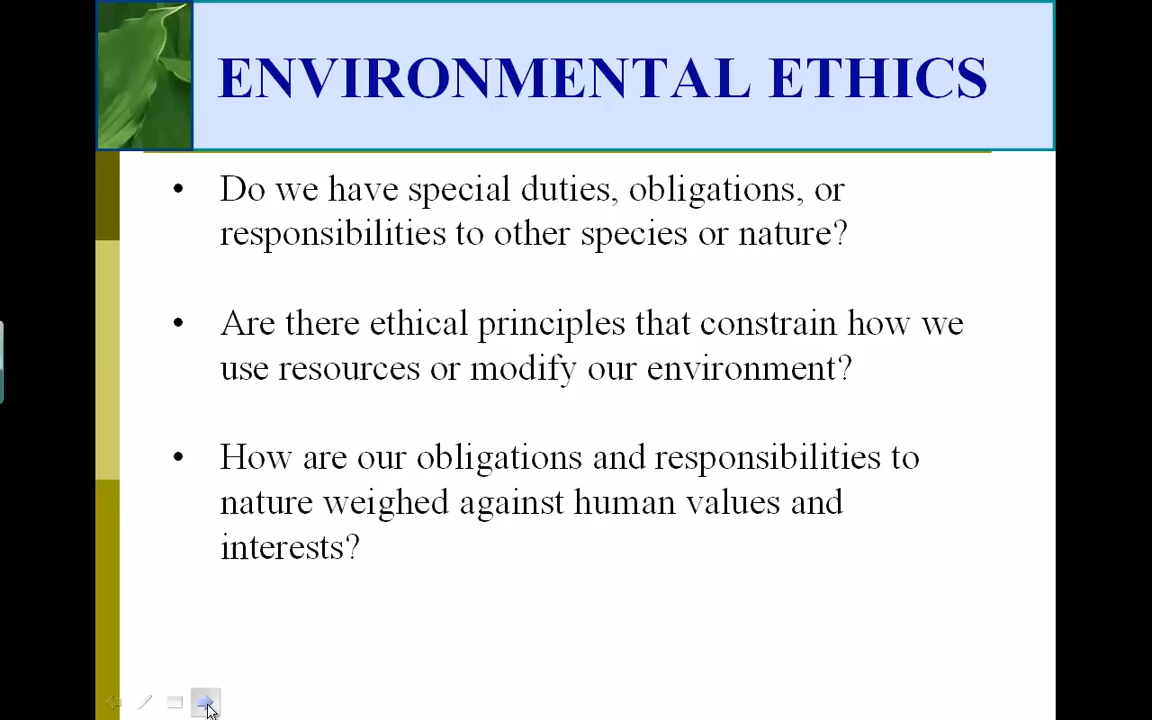 ENVIRONMENTAL ETHICS
• Do we have special duties, obligations, or
responsibilities to other species or nature?
• Are there ethical principles that constrain how we
use resources or modify our environment?
• How are our obligations and responsibilities to
nature weighed against human values and
interests?